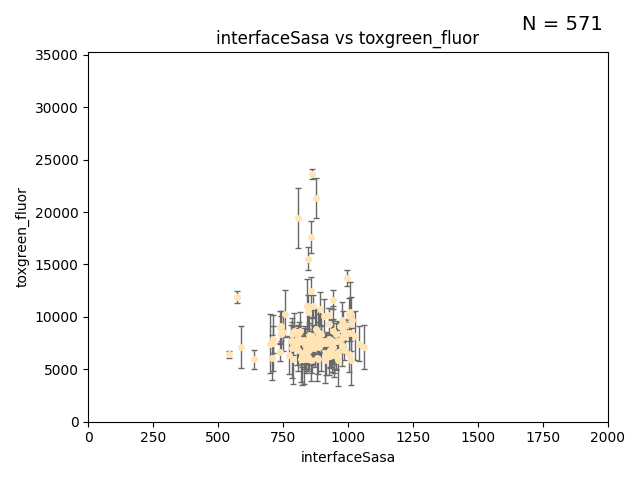 N = 571
interfaceSasa vs toxgreen_fluor
35000
30000
25000
20000
15000
10000
5000
0
toxgreen_fluor
0 250 500 750 1000 1250 1500 1750 2000
interfaceSasa